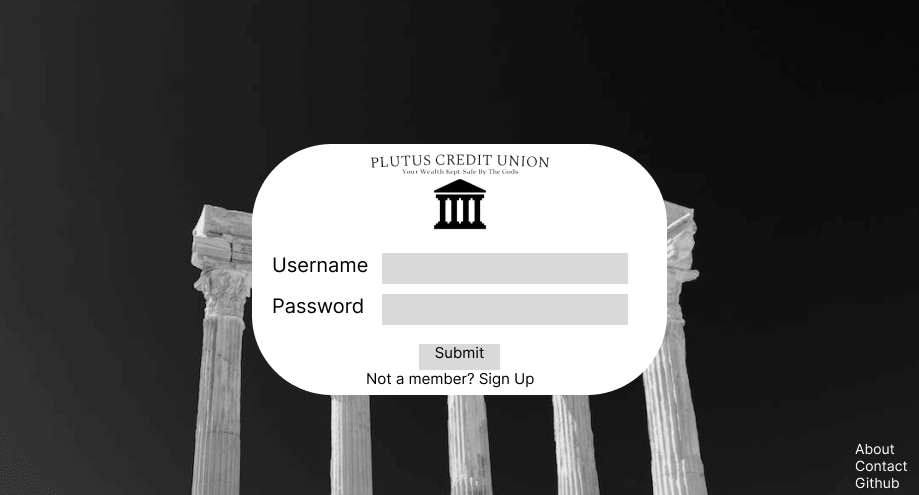 PLUTUS CREDIT UNION
Your Wealth Kept Safe By The Gods
Username
Password
Submit
Not a member? Sign Up
About
Contact
Github